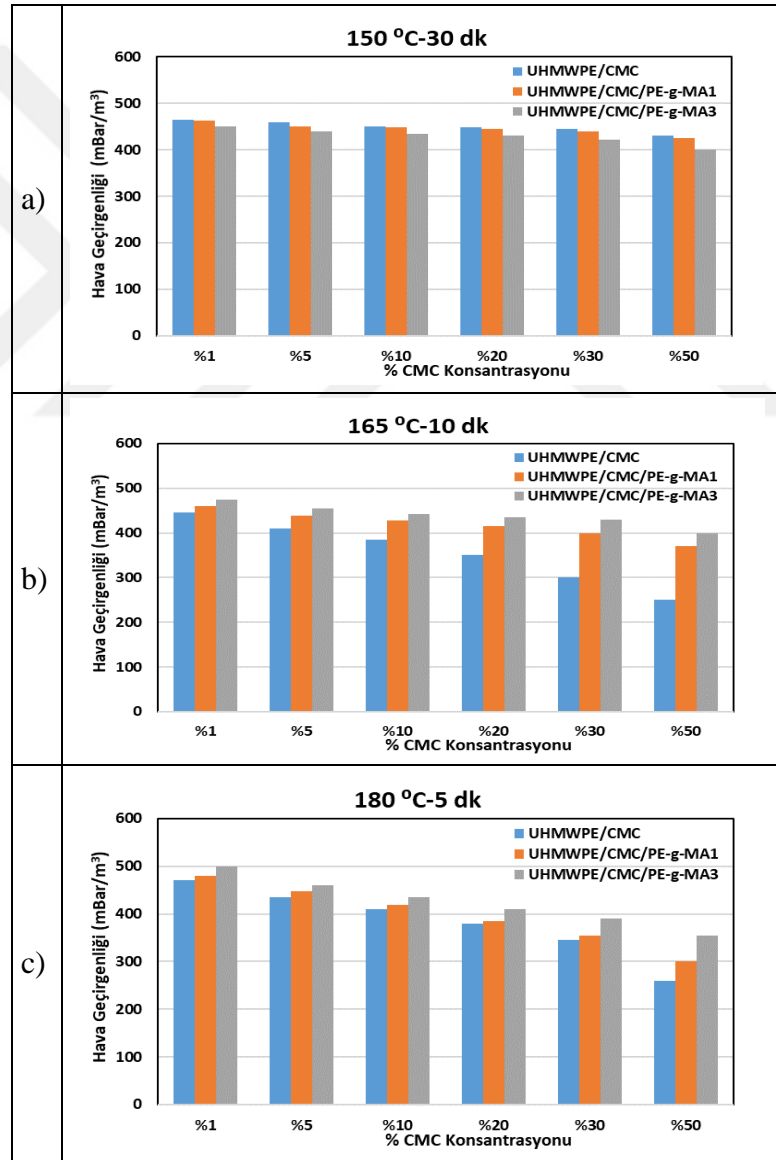 a)
150 ⁰C-30 dk
UHMWPE/CMC
UHMWPE/CMC/PE-g-MA1
UHMWPE/CMC/PE-g-MA3
Hava Geçirgenliği (mBar/m³)
600
500
400
300
200
100
0
%1 %5 %10 %20 %30 %50
% CMC Konsantrasyonu
b)
165 ⁰C-10 dk
UHMWPE/CMC
UHMWPE/CMC/PE-g-MA1
UHMWPE/CMC/PE-g-MA3
Hava Geçirgenliği (mBar/m³)
600
500
400
300
200
100
0
%1 %5 %10 %20 %30 %50
% CMC Konsantrasyonu
c)
180 ⁰C-5 dk
UHMWPE/CMC
UHMWPE/CMC/PE-g-MA1
UHMWPE/CMC/PE-g-MA3
Hava Geçirgenliği (mBar/m³)
600
500
400
300
200
100
0
%1 %5 %10 %20 %30 %50
% CMC Konsantrasyonu